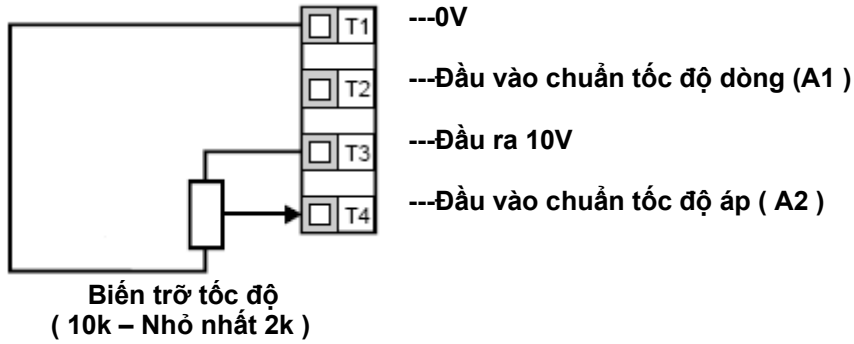 T1 ---0V
T2 ---Đầu vào chuẩn tốc độ dòng (A1 )
T3 ---Đầu ra 10V
T4 ---Đầu vào chuẩn tốc độ áp ( A2 )
Biến trỡ tốc độ
( 10k – Nhỏ nhất 2k )